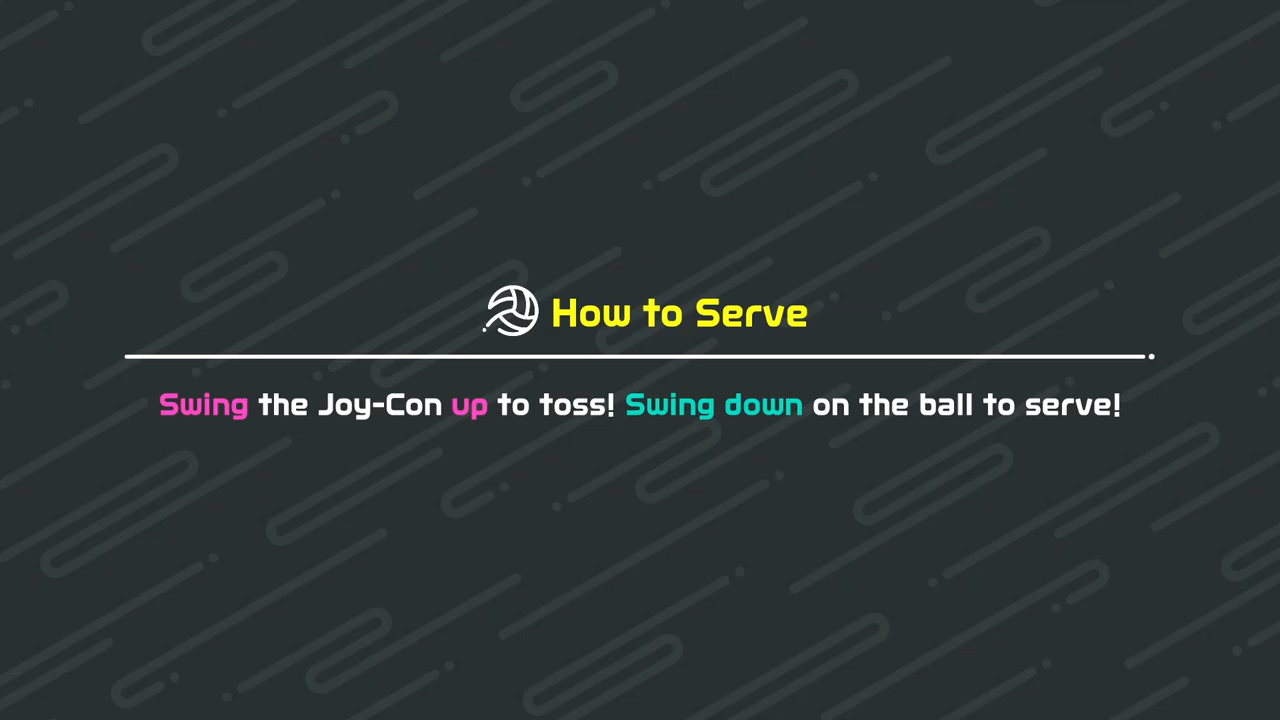 How to Serve
Swing the Joy-Con up to toss! Swing down on the ball to serve!